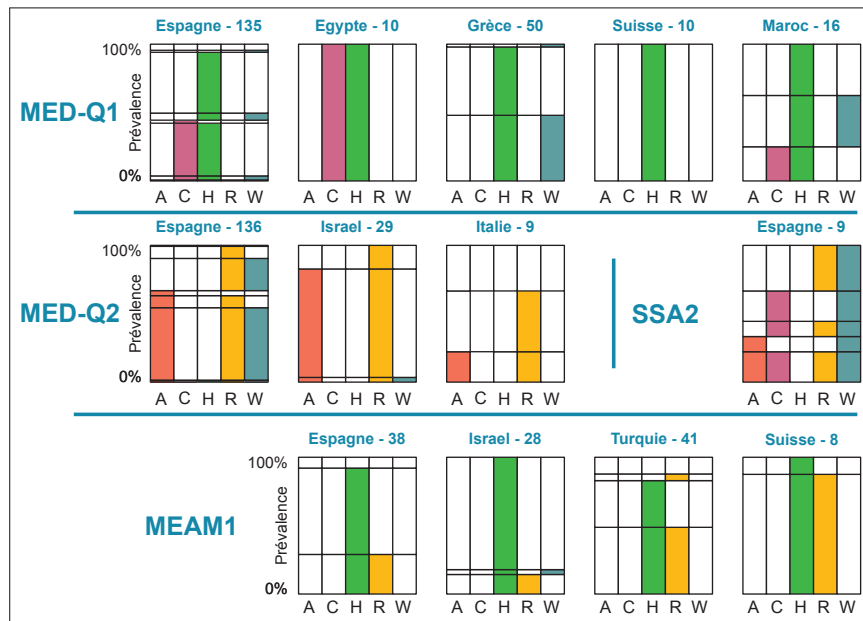 Espagne - 135 Egypte - 10 Grèce - 50 Suisse - 10 Maroc - 16
100%
MED-Q1
Prévalence
0%
A C H R W A C H R W A C H R W A C H R W A C H R W
Espagne - 136 Israel - 29 Italie - 9 Espagne - 9
100%
MED-Q2
Prévalence
SSA2
0%
A C H R W A C H R W A C H R W A C H R W
Espagne - 38 Israel - 28 Turquie - 41 Suisse - 8
100%
MEAM1
Prévalence
0%
A C H R W A C H R W A C H R W A C H R W